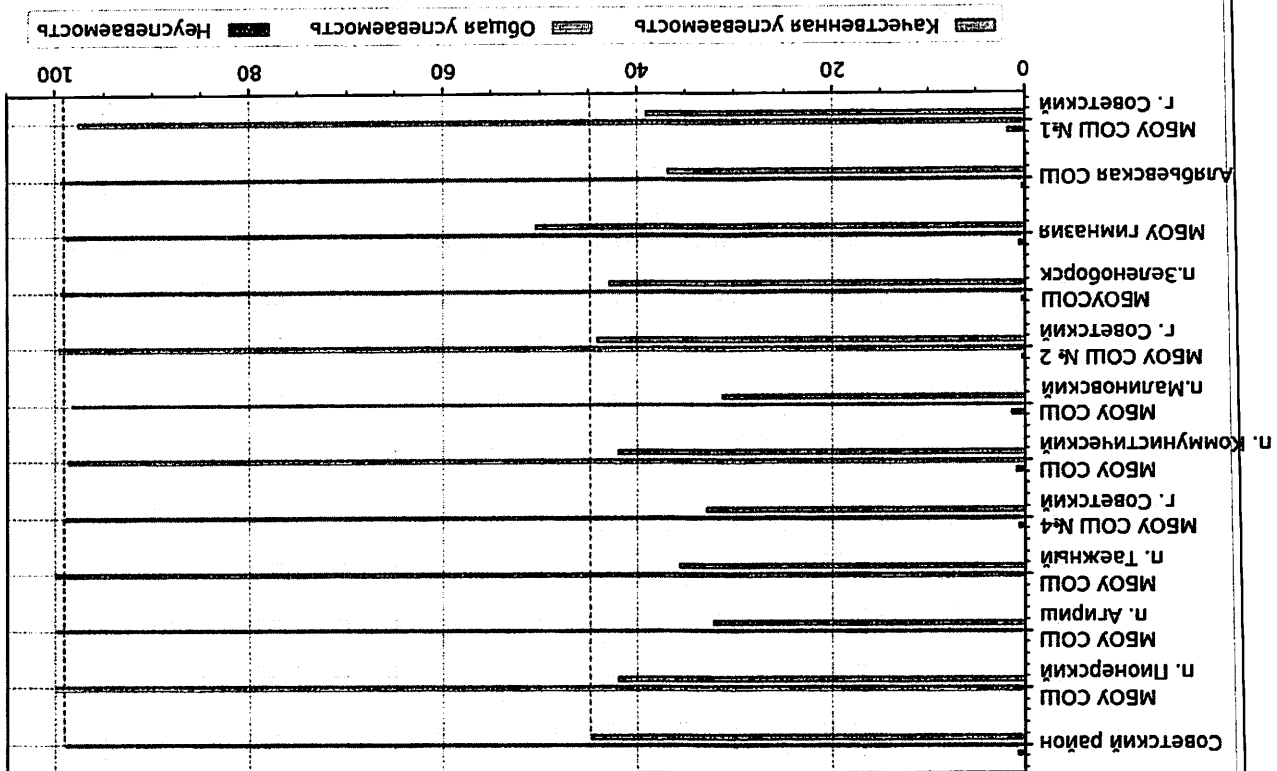 Советский район
МБОУ СОШ
п. Пионерский
МБОУ СОШ
п. Агириш
МБОУ СОШ
п. Таежный
МБОУ СОШ №4
г. Советский
МБОУ СОШ
п. Коммунистический
МБОУ СОШ
п.Малиновский
МБОУ СОШ № 2
г. Советский
МБОУСОШ
п.Зеленоборск
МБОУ гимназия
Алябьевская СОШ
МБОУ СОШ №1
г. Советский
0 20 40 60 80 100
Качественная успеваемость Общая успеваемость Неуспеваемость